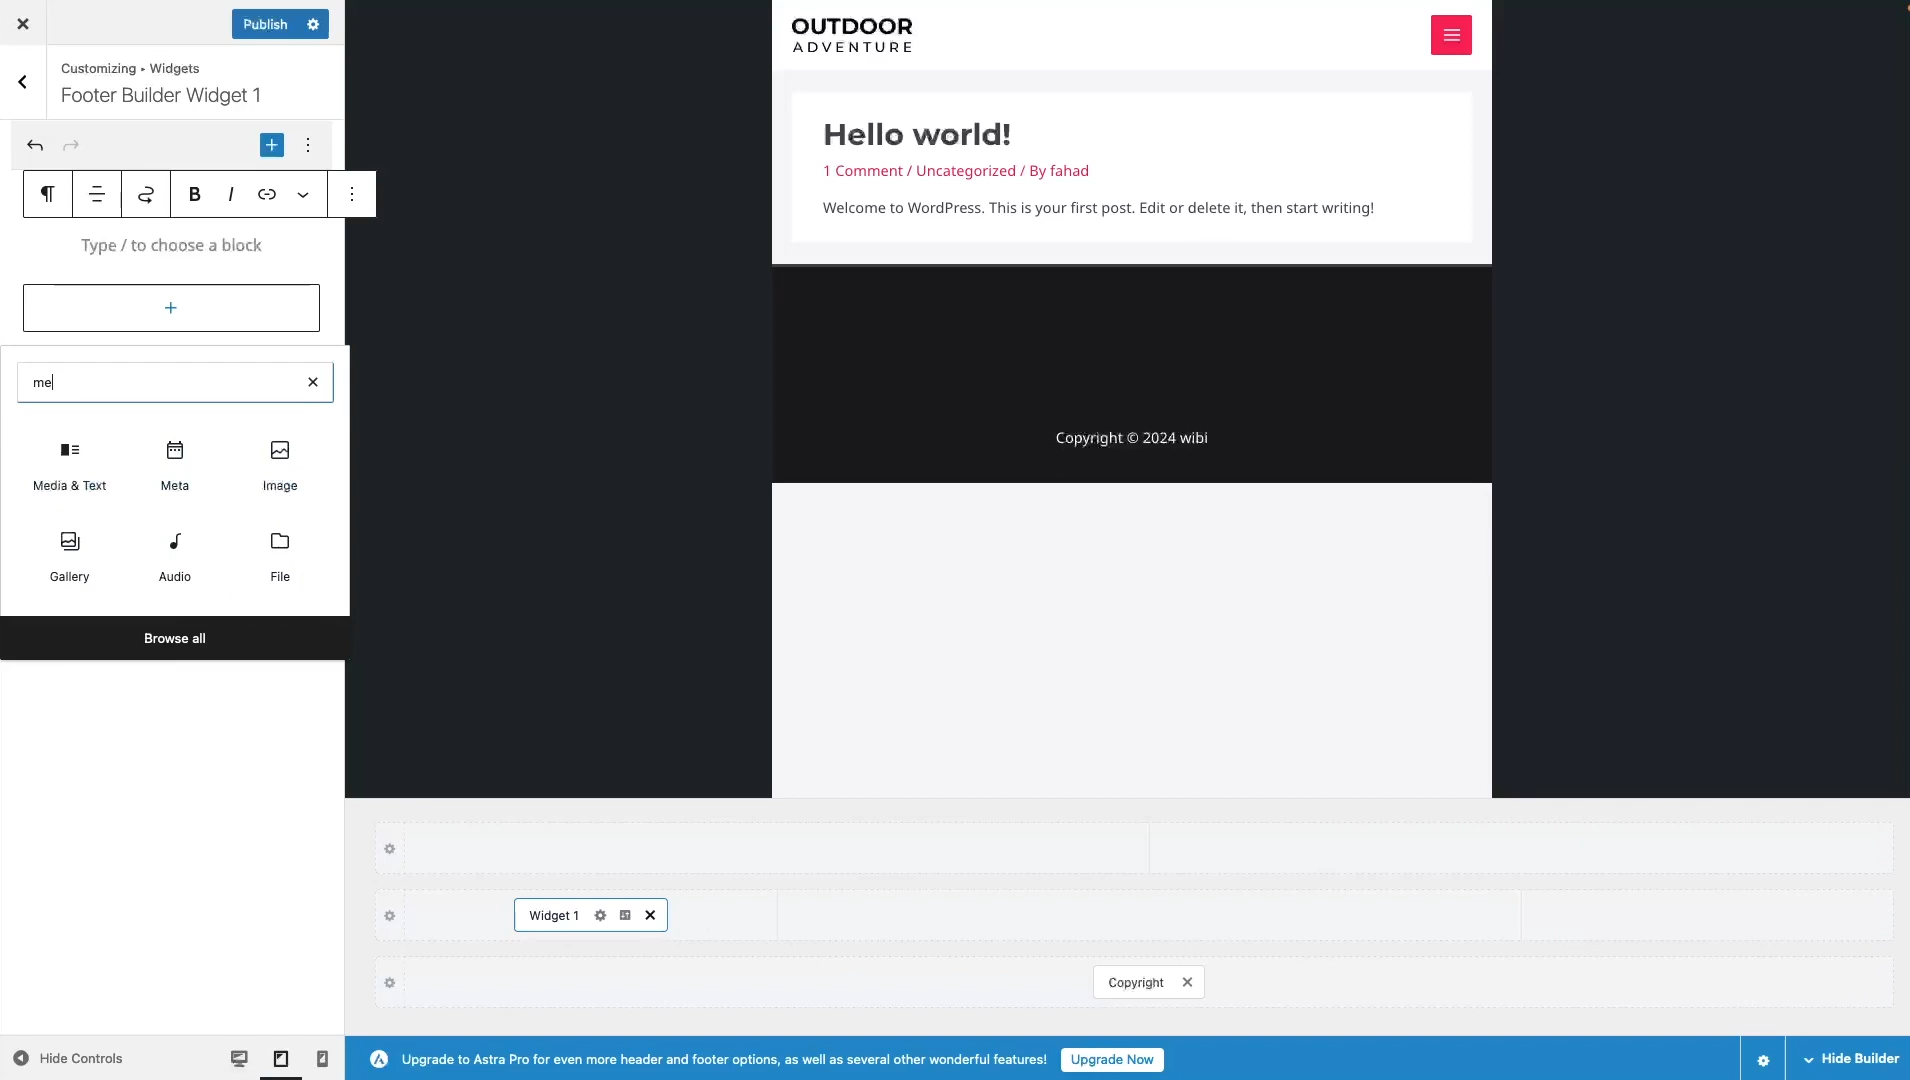 Publish
Customizing ▸ Widgets
Footer Builder Widget 1
B I
Type / to choose a block
me
Media & Text
Meta
Image
Gallery
Audio
File
Browse all
Hide Controls
OUTDOOR
ADVENTURE
Hello world!
1 Comment / Uncategorized / By fahad
Welcome to WordPress. This is your first post. Edit or delete it, then start writing!
Copyright © 2024 wibi
Widget 1
Copyright
Upgrade to Astra Pro for even more header and footer options, as well as several other wonderful features!
Upgrade Now
Hide Builder